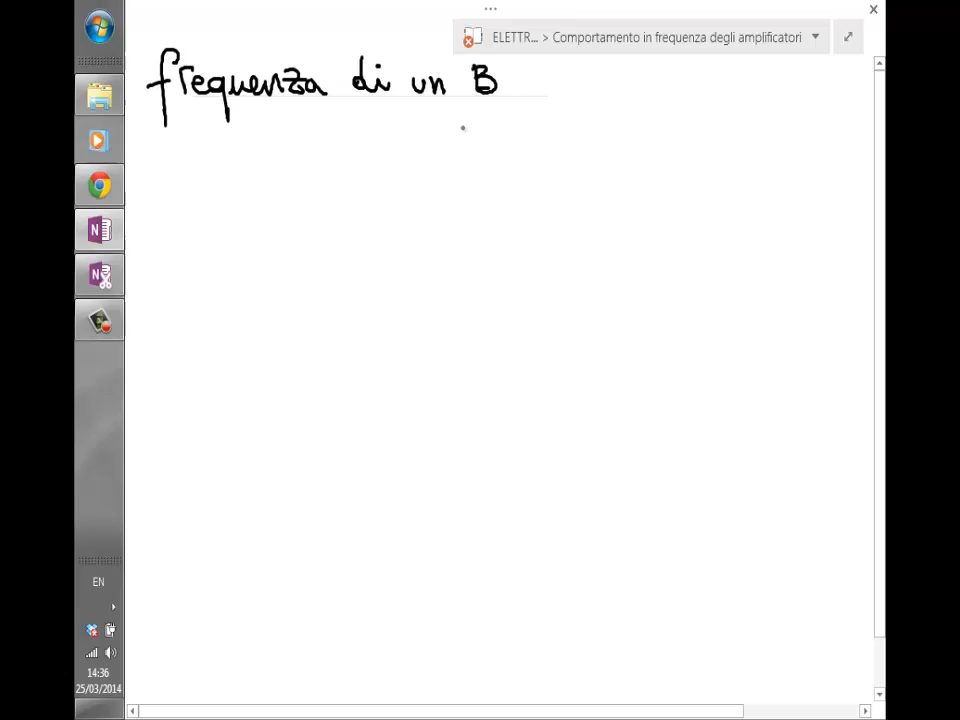 ELETTR... > Comportamento in frequenza degli amplificatori
frequenza di un B
N
N
EN
14:36
25/03/2014